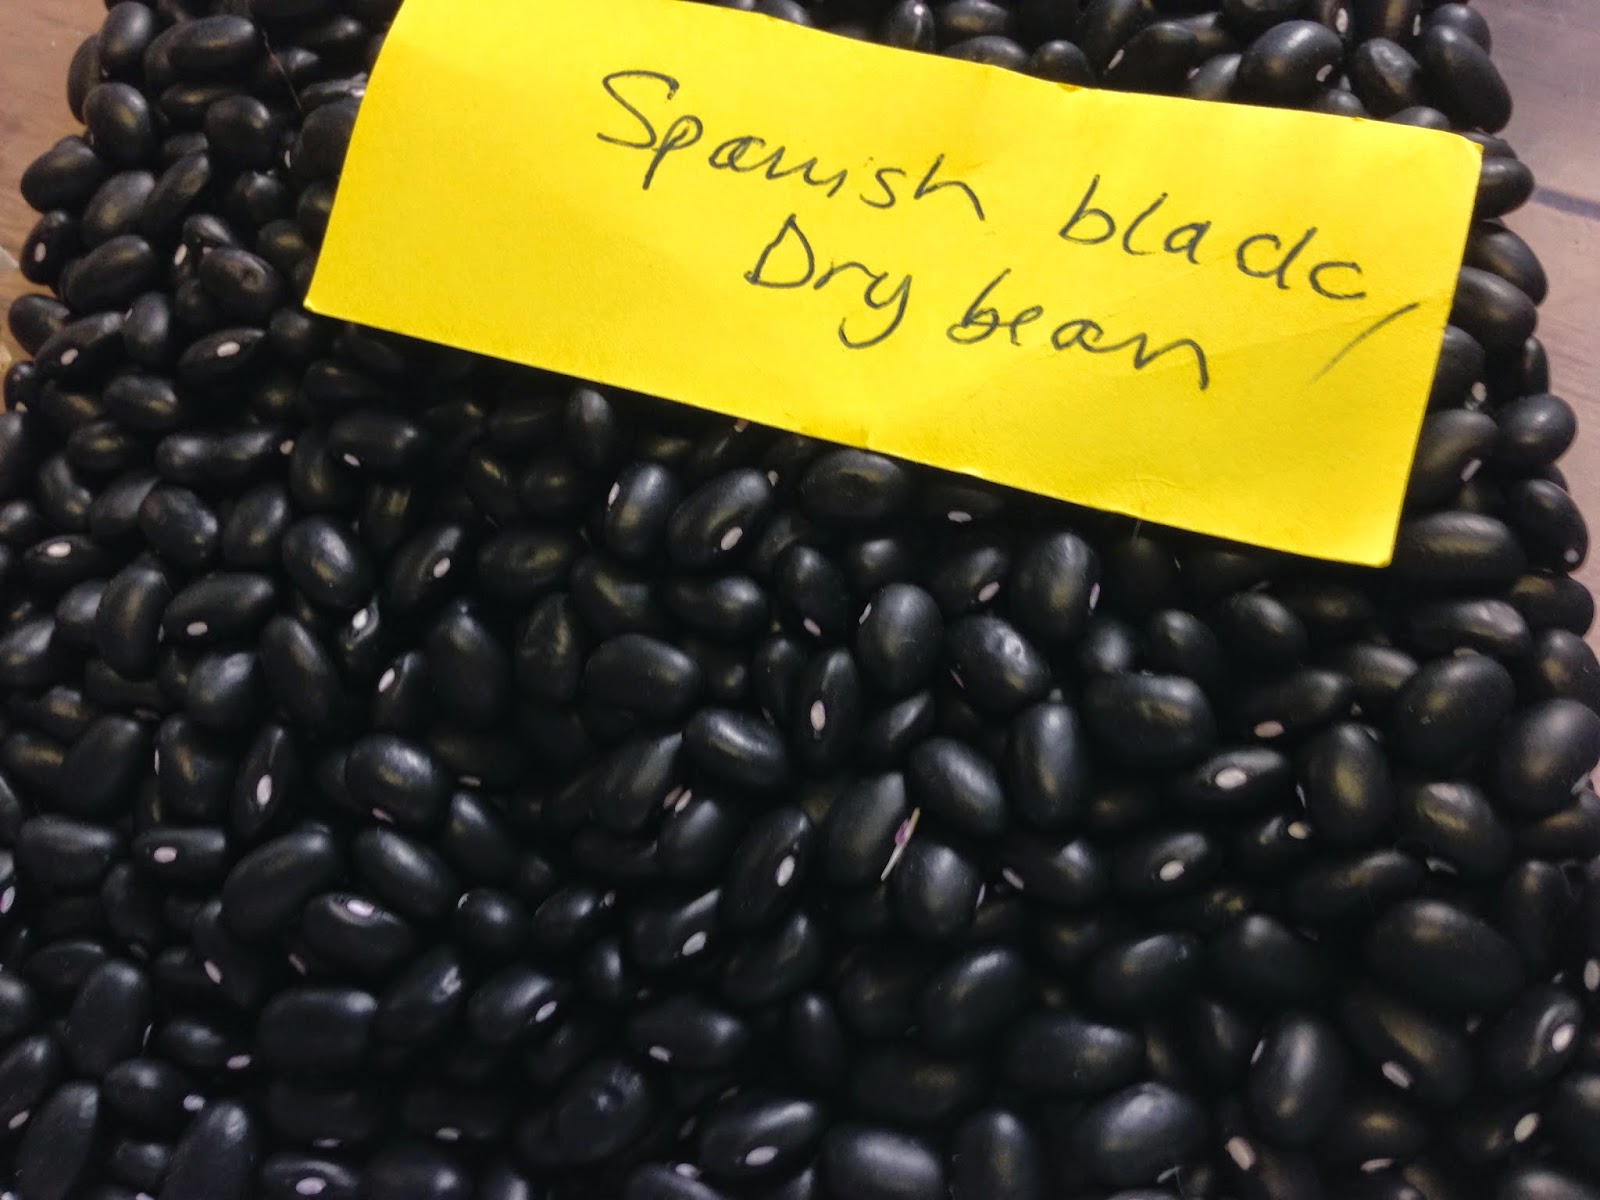 Spanish black/
Dry bean